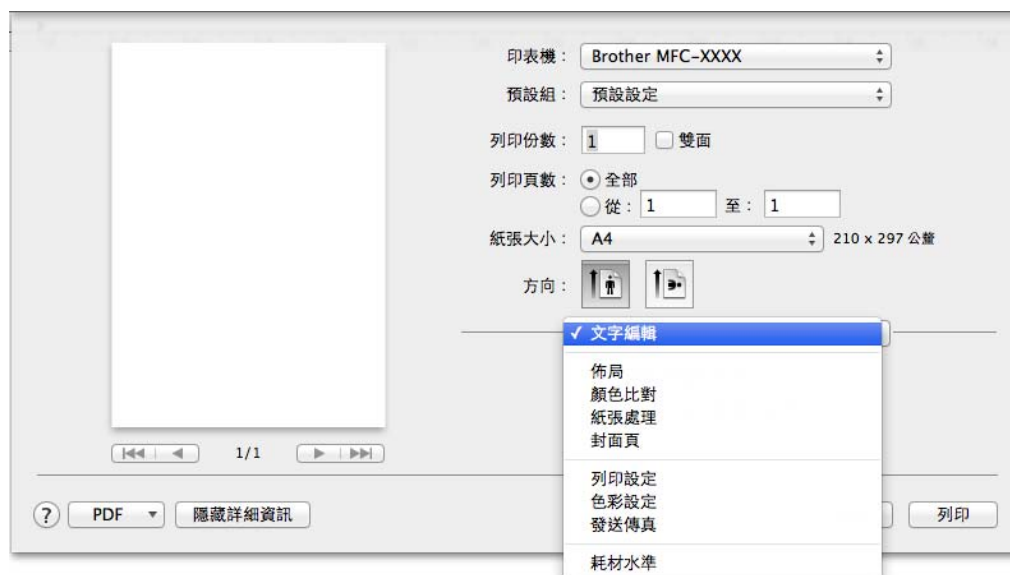 印表機： Brother MFC-XXXX
預設組： 預設設定
列印份數： 1 雙面
列印頁數： 全部
從： 1 至： 1
紙張大小： A4 210 x 297 公釐
方向：
✓ 文字編輯
佈局
顏色比對
紙張處理
封面頁
1/1
列印設定
色彩設定
發送傳真
? PDF 隱藏詳細資訊 列印
耗材水準